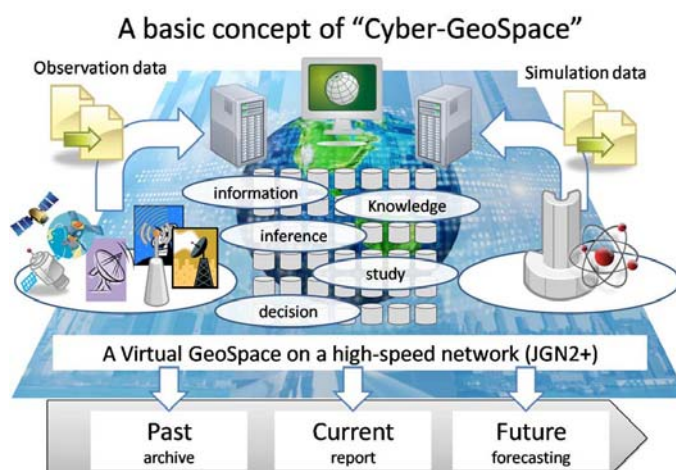 A basic concept of “Cyber-GeoSpace”
Observation data
Simulation data
information
Knowledge
inference
study
decision
A Virtual GeoSpace on a high-speed network (JGN2+)
Past
archive
Current
report
Future
forecasting